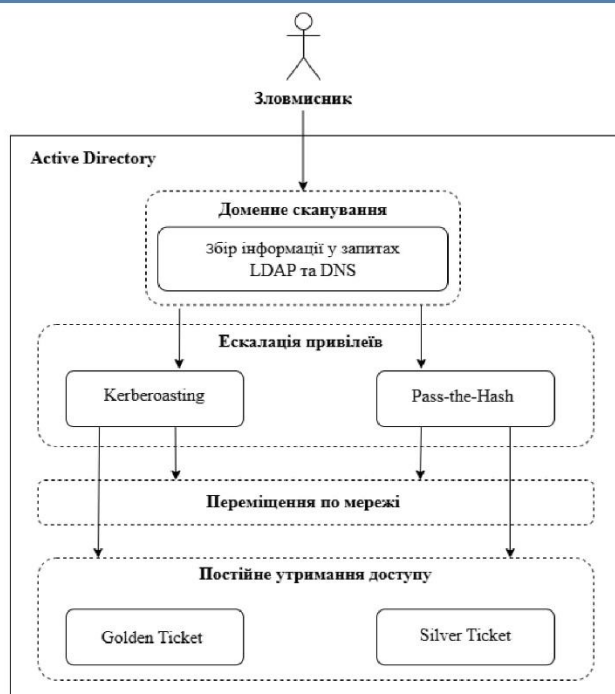 Зловмисник
Active Directory
Доменне сканування
Збір інформації у запитах
LDAP та DNS
Ескалація привілеїв
Kerberoasting
Pass-the-Hash
Переміщення по мережі
Постійне утримання доступу
Golden Ticket
Silver Ticket